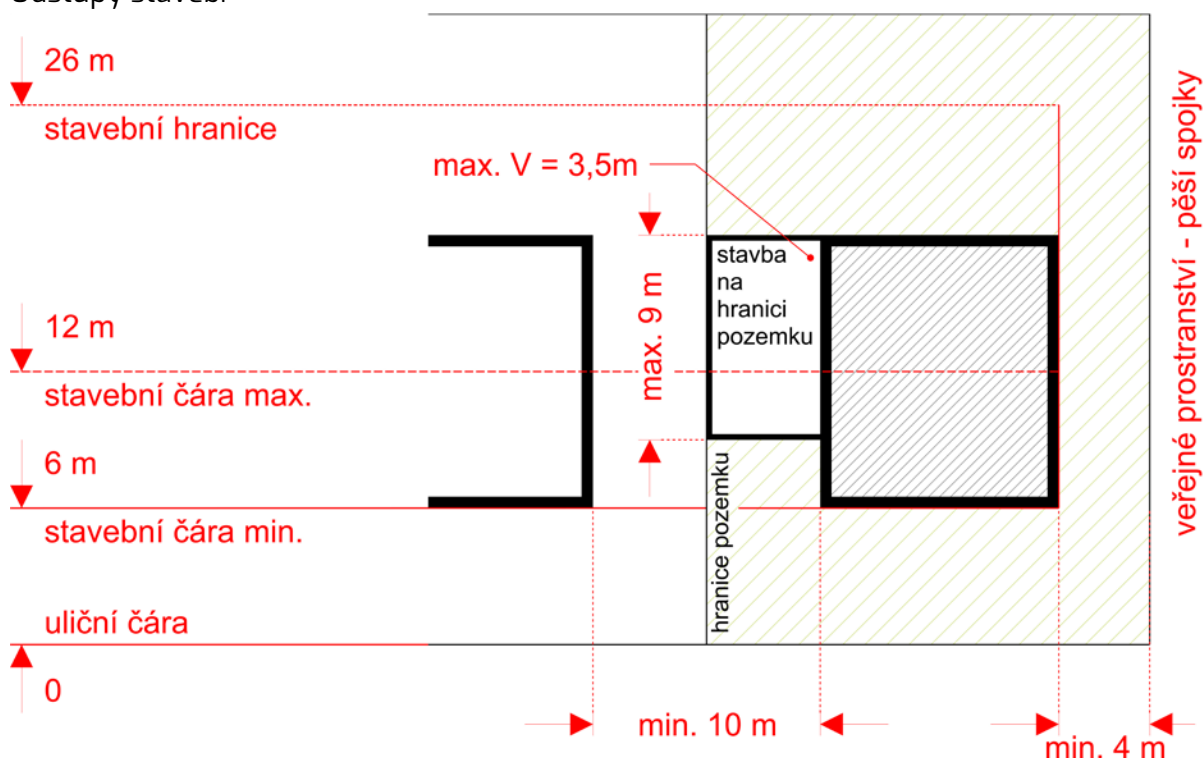 26 m
stavební hranice
max. V = 3,5m
stavba
na
hranici
pozemku
max. 9 m
12 m
stavební čára max.
6 m
stavební čára min.
hranice pozemku
uliční čára
0
min. 10 m
min. 4 m
veřejné prostranství - pěší spojky